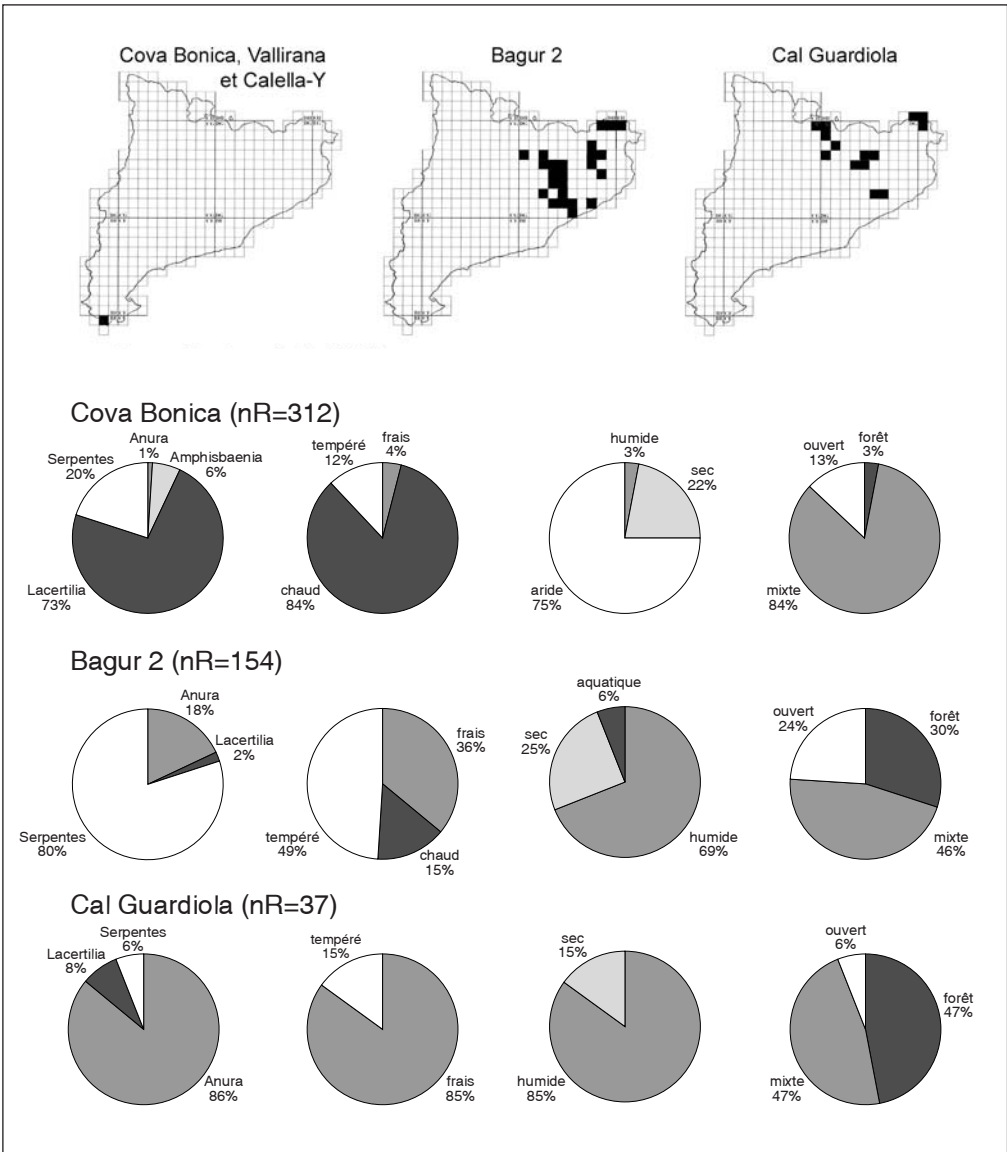 Cova Bonica, Vallirana
et Calella-Y
Bagur 2
Cal Guardiola
Cova Bonica (nR=312)
Anura
1%
Amphisbaenia
6%
Serpentes
20%
Lacertilia
73%
tempéré
12%
frais
4%
chaud
84%
humide
3%
sec
22%
aride
75%
ouvert
13%
forêt
3%
mixte
84%
Bagur 2 (nR=154)
Anura
18%
Lacertilia
2%
Serpentes
80%
frais
36%
tempéré
49%
chaud
15%
aquatique
6%
sec
25%
humide
69%
ouvert
24%
forêt
30%
mixte
46%
Cal Guardiola (nR=37)
Serpentes
6%
Lacertilia
8%
Anura
86%
tempéré
15%
frais
85%
sec
15%
humide
85%
ouvert
6%
forêt
47%
mixte
47%